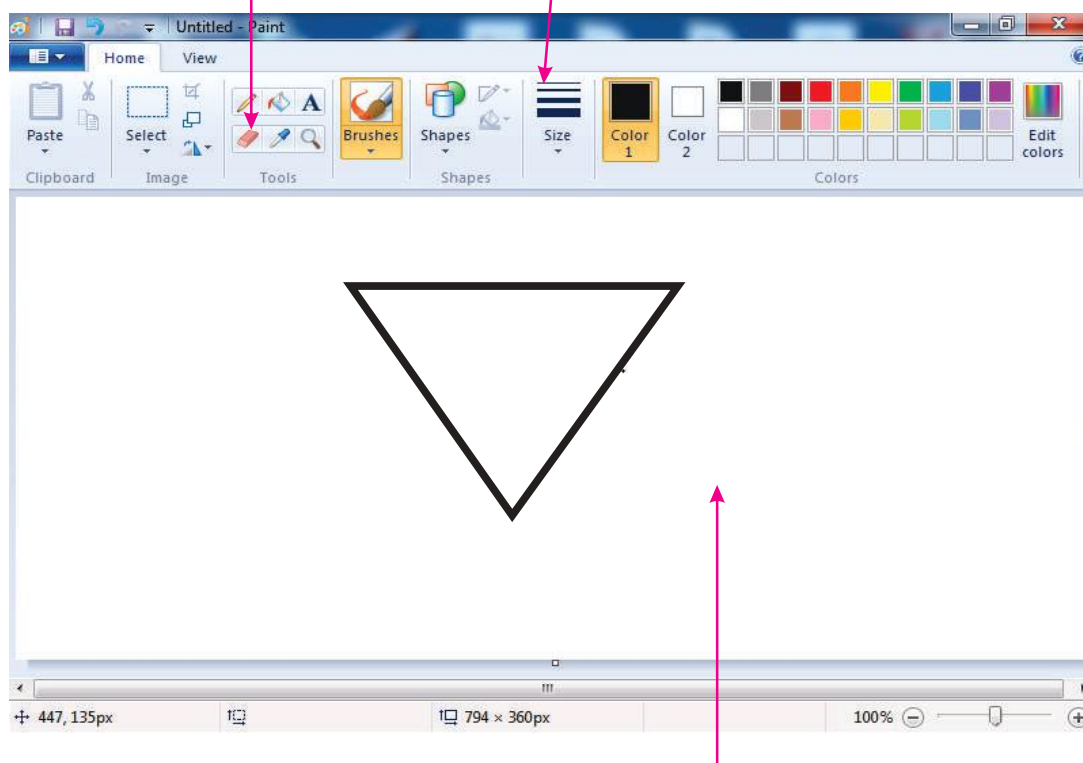 Untitled - Paint
Home View
Paste
Select
A
Brushes
Shapes
Size
Color 1
Color 2
Edit colors
Clipboard
Image
Tools
Shapes
Colors
447, 135px
794 × 360px
100%